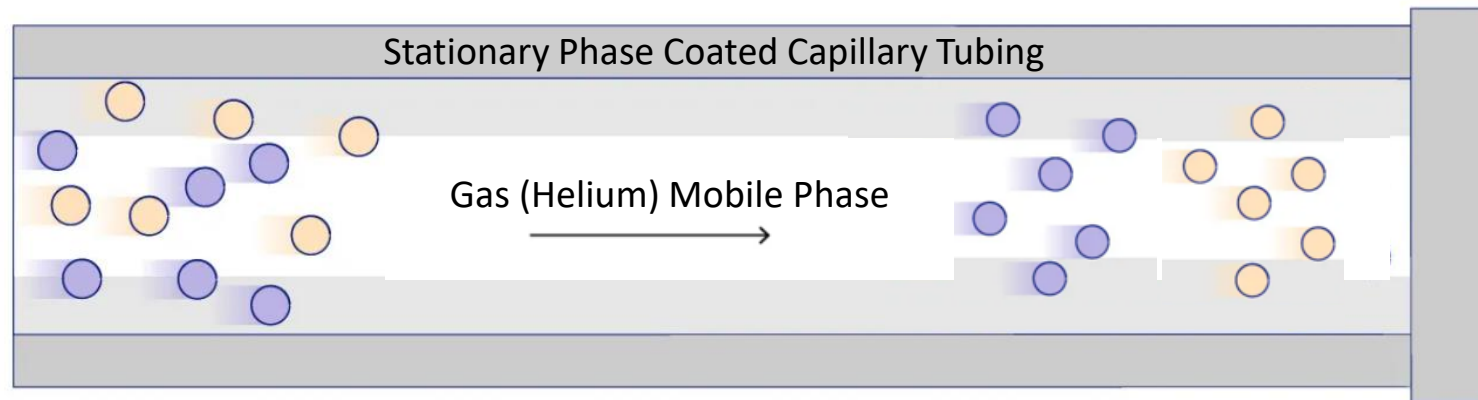 Stationary Phase Coated Capillary Tubing
Gas (Helium) Mobile Phase